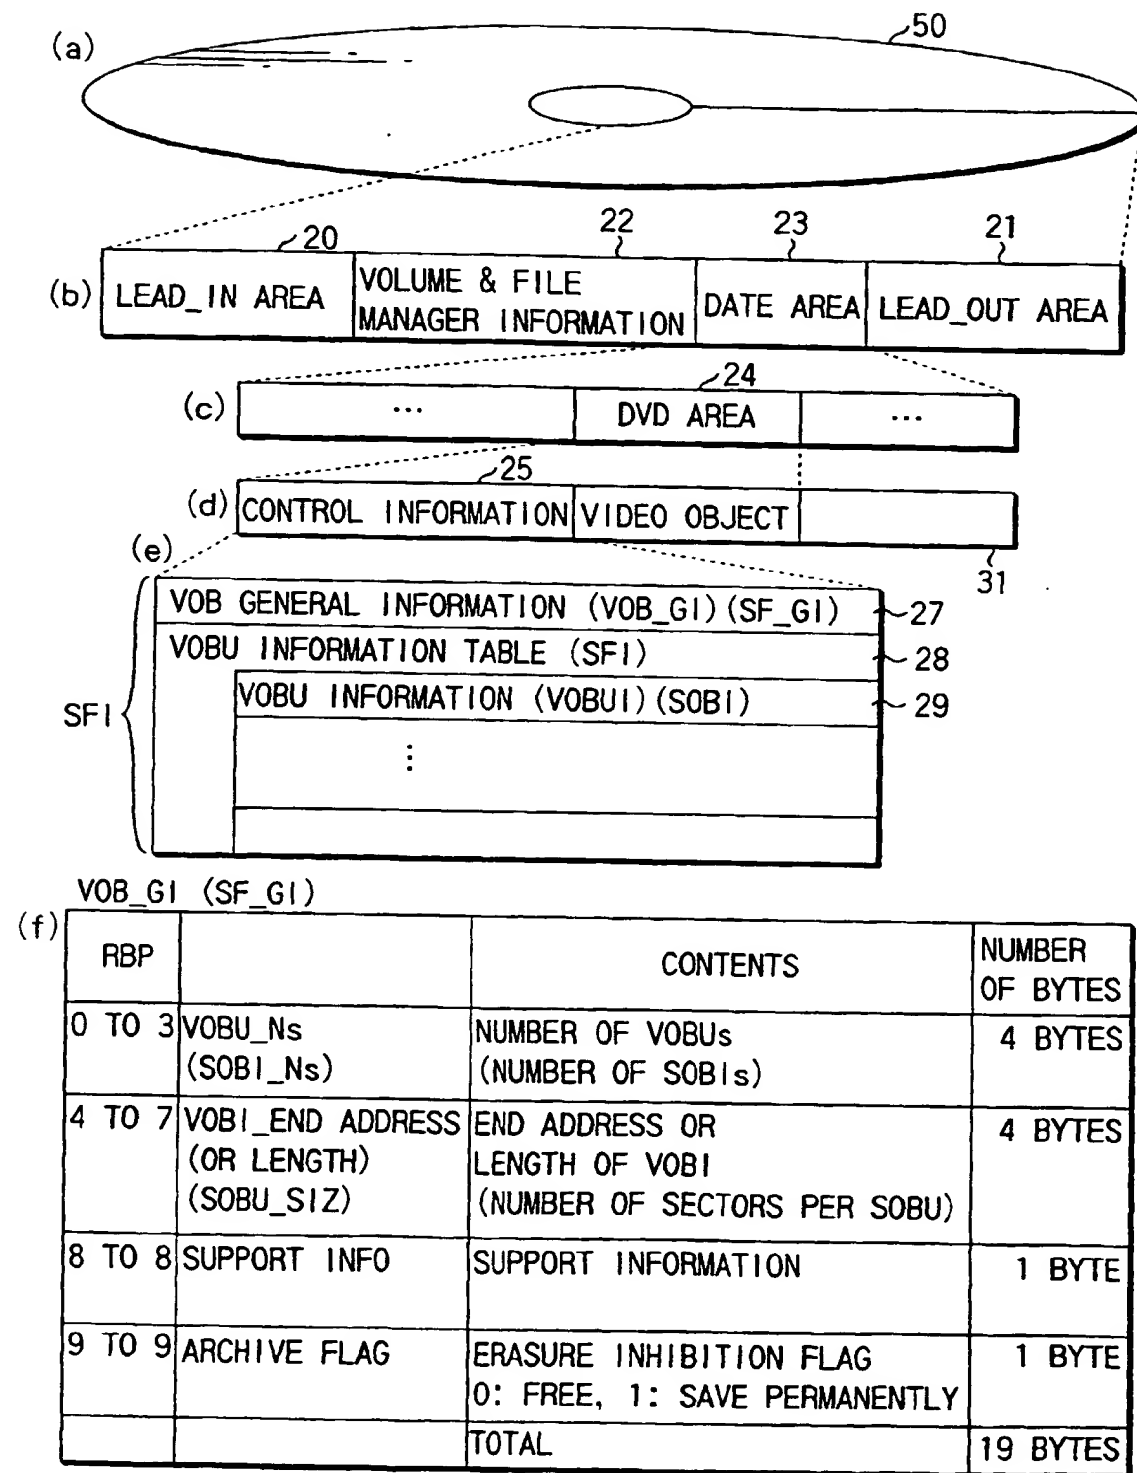 (a)
50
20
22
23
21
(b)
LEAD_IN AREA
VOLUME & FILE
MANAGER INFORMATION
DATE AREA
LEAD_OUT AREA
24
(c)
...
DVD AREA
...
25
(d)
CONTROL INFORMATION
VIDEO OBJECT
31
(e)
SFI
VOB GENERAL INFORMATION (VOB_GI)(SF_GI)
27
VOBU INFORMATION TABLE (SFI)
28
VOBU INFORMATION (VOBUI)(SOBI)
29
VOB_GI (SF_GI)
(f)
RBP
CONTENTS
NUMBER
OF BYTES
0 TO 3
VOBU_Ns
(SOBI_Ns)
NUMBER OF VOBUs
(NUMBER OF SOBIs)
4 BYTES
4 TO 7
VOBI_END ADDRESS
(OR LENGTH)
(SOBU_SIZ)
END ADDRESS OR
LENGTH OF VOBI
(NUMBER OF SECTORS PER SOBU)
4 BYTES
8 TO 8
SUPPORT INFO
SUPPORT INFORMATION
1 BYTE
9 TO 9
ARCHIVE FLAG
ERASURE INHIBITION FLAG
0: FREE, 1: SAVE PERMANENTLY
1 BYTE
TOTAL
19 BYTES